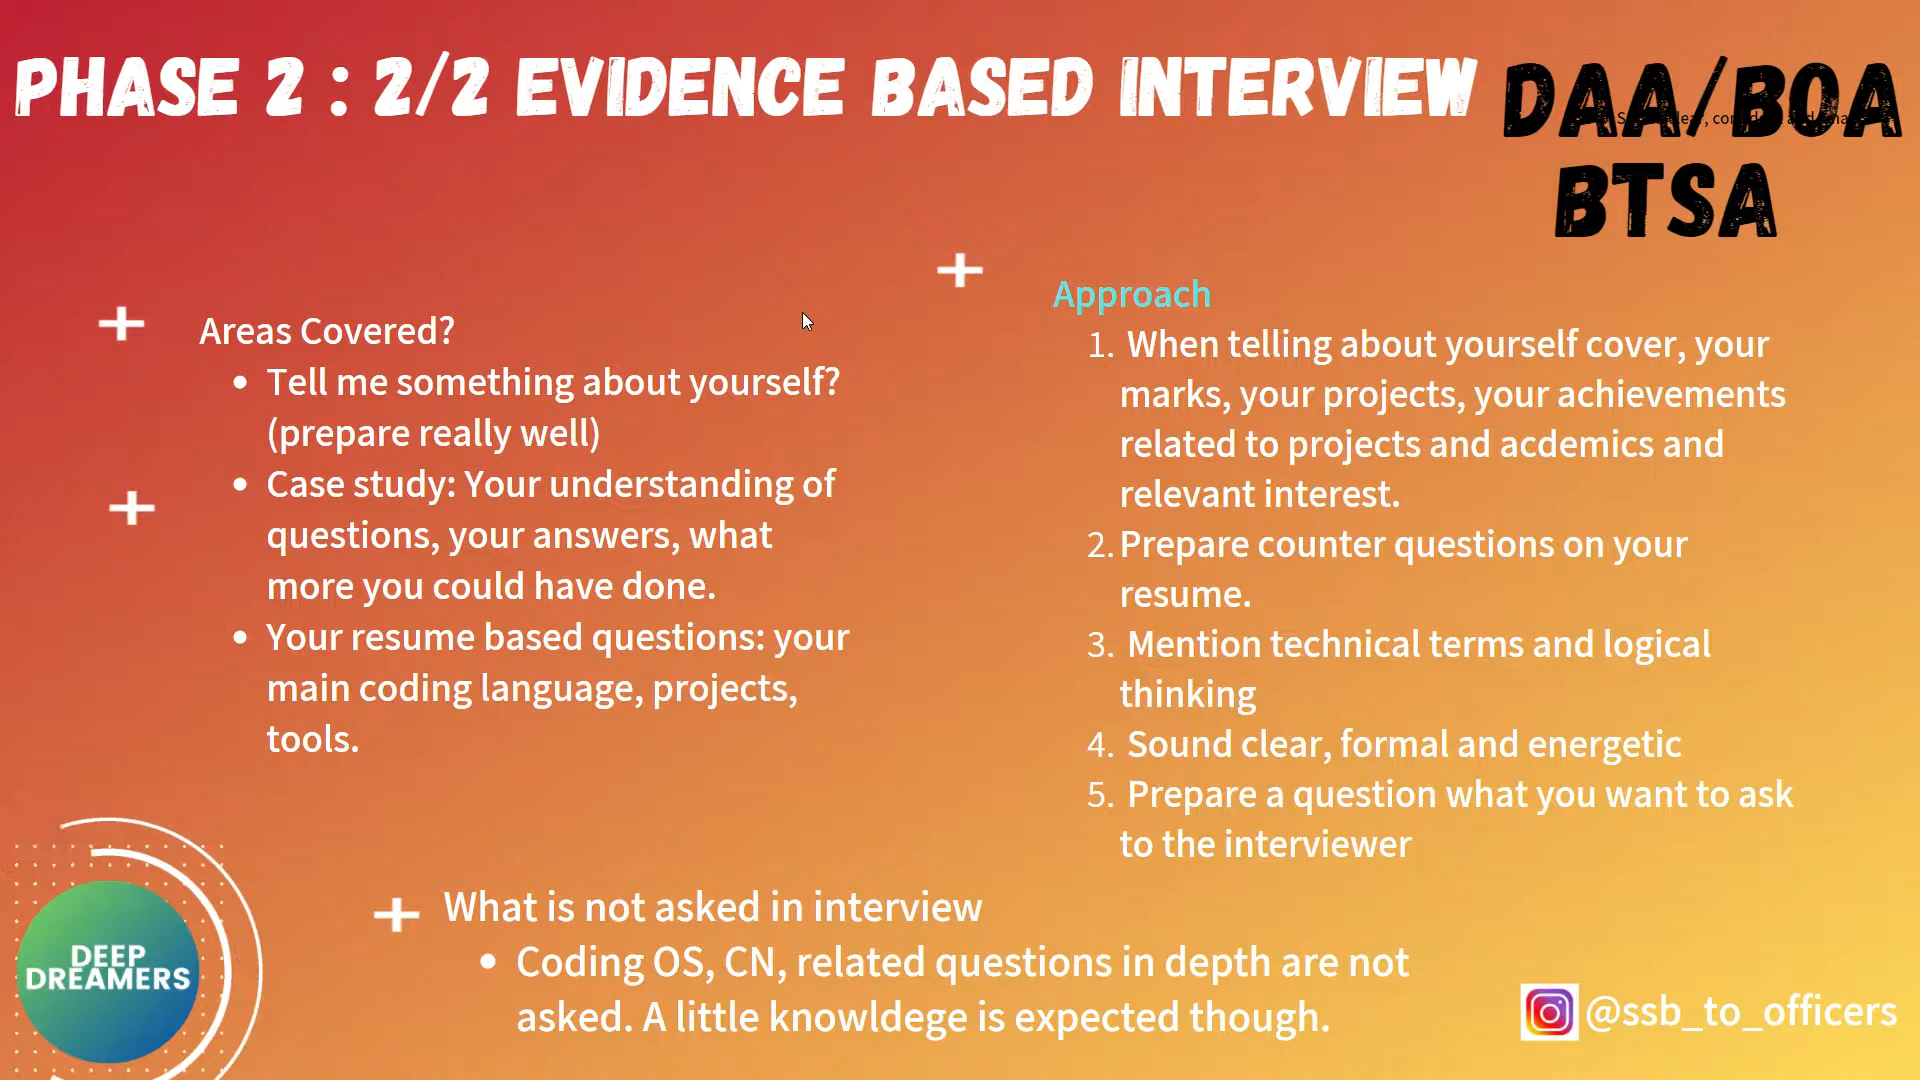 PHASE 2 : 2/2 EVIDENCE BASED INTERVIEW
DAA/BOA
BTSA
Areas Covered?
• Tell me something about yourself?
(prepare really well)
• Case study: Your understanding of
questions, your answers, what
more you could have done.
• Your resume based questions: your
main coding language, projects,
tools.
Approach
1. When telling about yourself cover, your
marks, your projects, your achievements
related to projects and acdemics and
relevant interest.
2. Prepare counter questions on your
resume.
3. Mention technical terms and logical
thinking
4. Sound clear, formal and energetic
5. Prepare a question what you want to ask
to the interviewer
What is not asked in interview
• Coding OS, CN, related questions in depth are not
asked. A little knowldege is expected though.
DEEP
DREAMERS
@ssb_to_officers